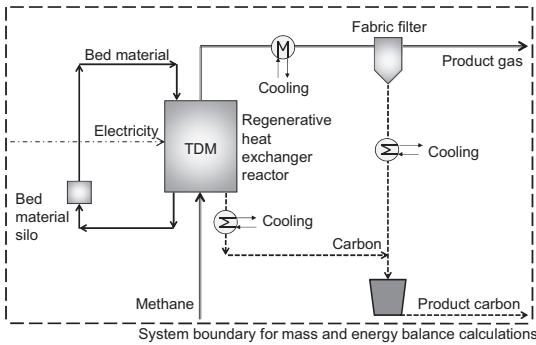 Fabric filter
Bed material
Product gas
Cooling
Electricity
TDM
Regenerative
heat
exchanger
reactor
Cooling
Bed
material
silo
Cooling
Carbon
Methane
Product carbon
System boundary for mass and energy balance calculations